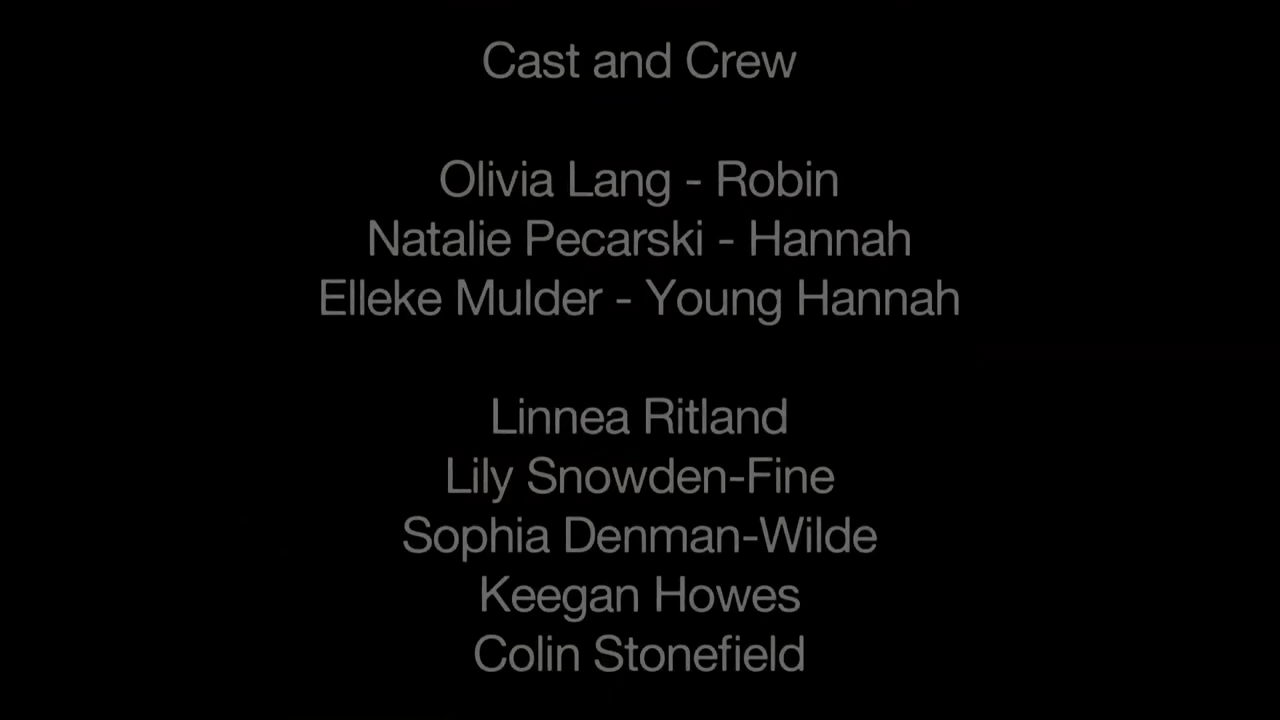 Cast and Crew
Olivia Lang - Robin
Natalie Pecarski - Hannah
Elleke Mulder - Young Hannah
Linnea Ritland
Lily Snowden-Fine
Sophia Denman-Wilde
Keegan Howes
Colin Stonefield